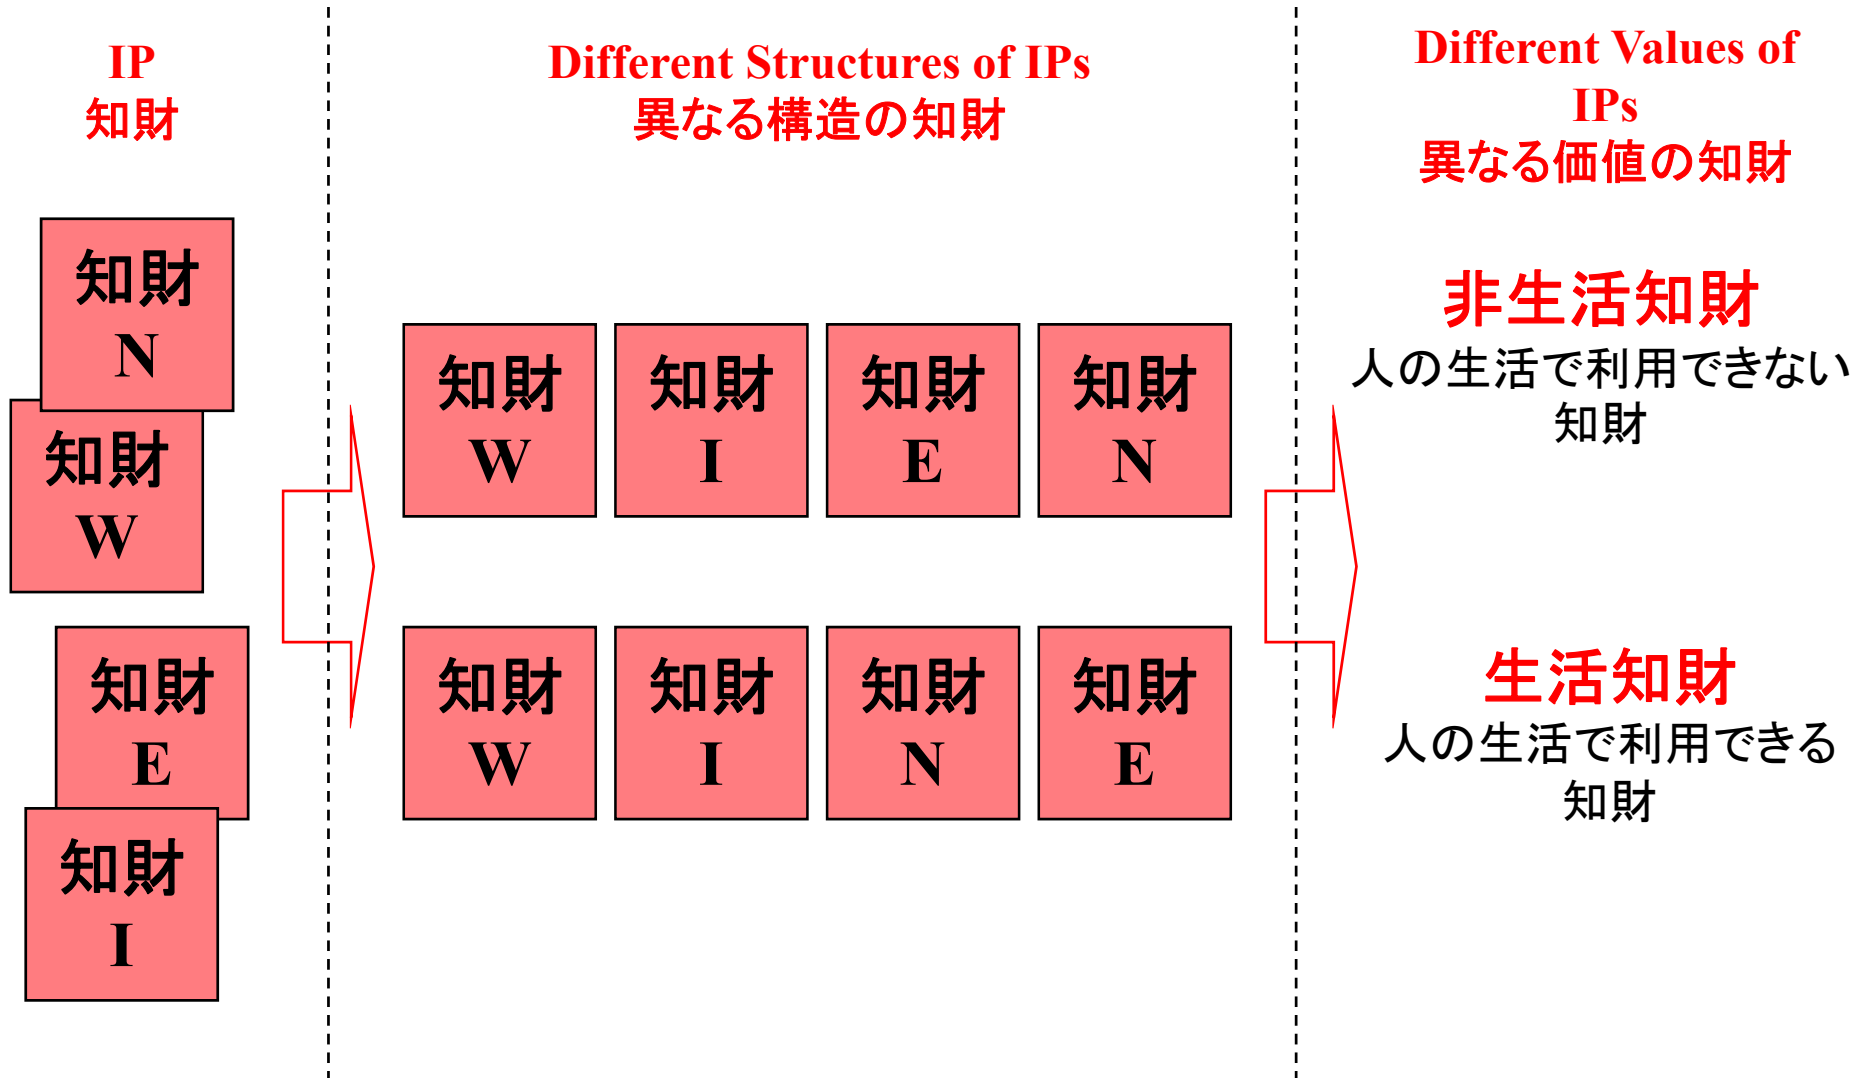 IP
知財
Different Structures of IPs
異なる構造の知財
Different Values of
IPs
異なる価値の知財
知財
N
知財
W
知財
E
知財
I
知財
W
知財
I
知財
E
知財
N
知財
W
知財
I
知財
N
知財
E
非生活知財
人の生活で利用できない
知財
生活知財
人の生活で利用できる
知財